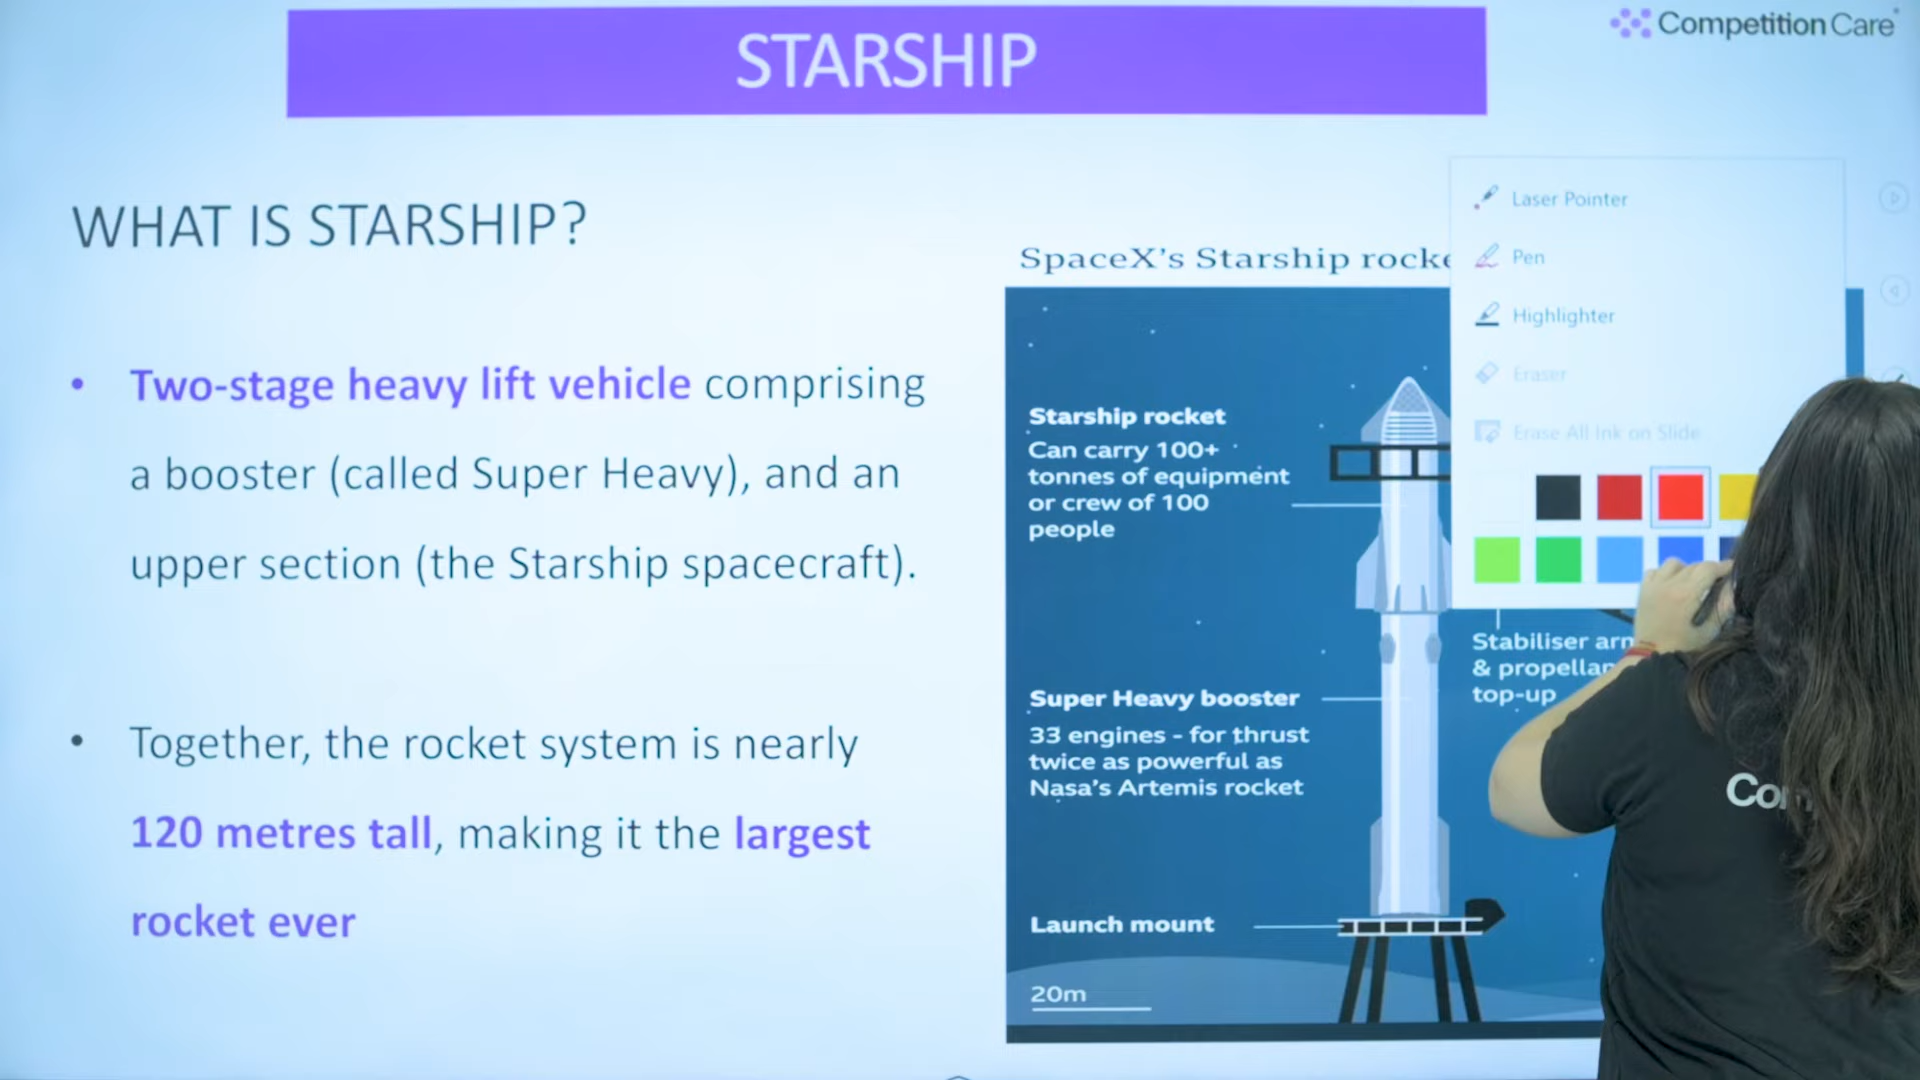 STARSHIP
Competition Care
WHAT IS STARSHIP?
• Two-stage heavy lift vehicle comprising
a booster (called Super Heavy), and an
upper section (the Starship spacecraft).
• Together, the rocket system is nearly
120 metres tall, making it the largest
rocket ever
SpaceX's Starship
Starship rocket
Can carry 100+
tonnes of equipment
or crew of 100
people
Super Heavy booster
33 engines - for thrust
twice as powerful as
Nasa's Artemis rocket
Launch mount
20m
Stabiliser
&
top-up
Laser Pointer
Pen
Highlighter
Eraser
Erase All Ink on Slide